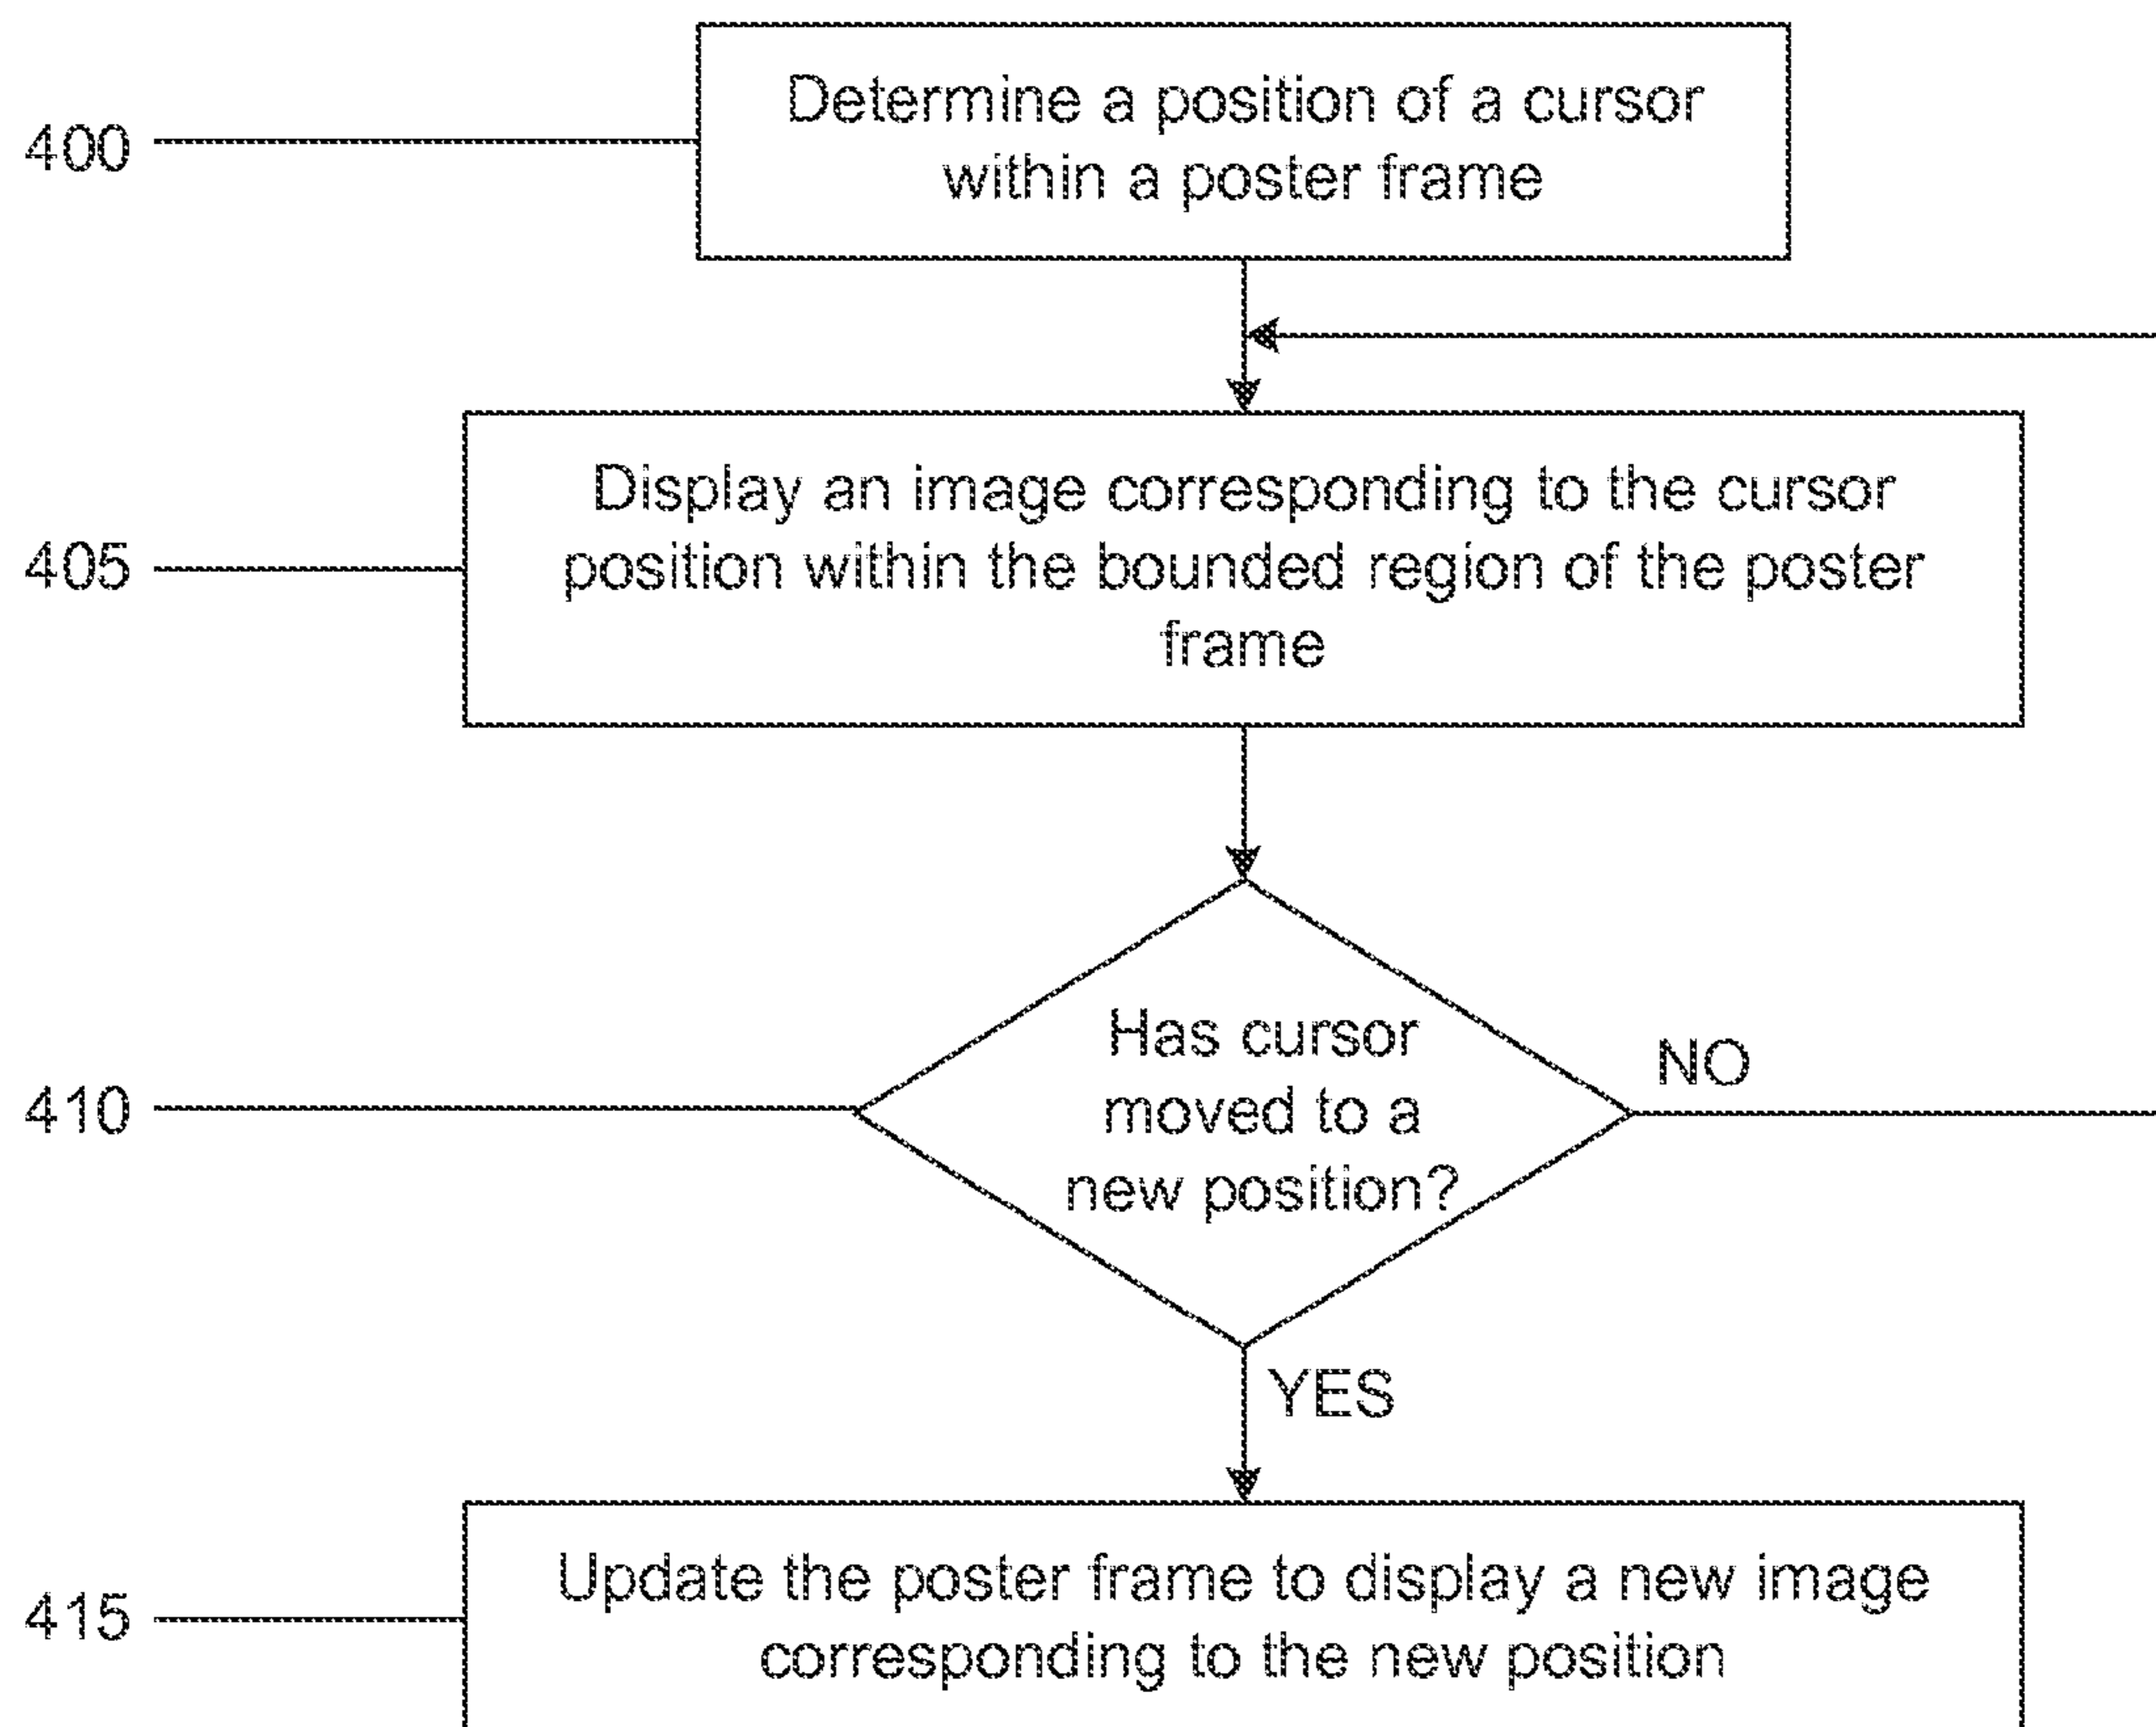 400
Determine a position of a cursor
within a poster frame
405
Display an image corresponding to the cursor
position within the bounded region of the poster
frame
410
Has cursor
moved to a
new position?
NO
YES
415
Update the poster frame to display a new image
corresponding to the new position